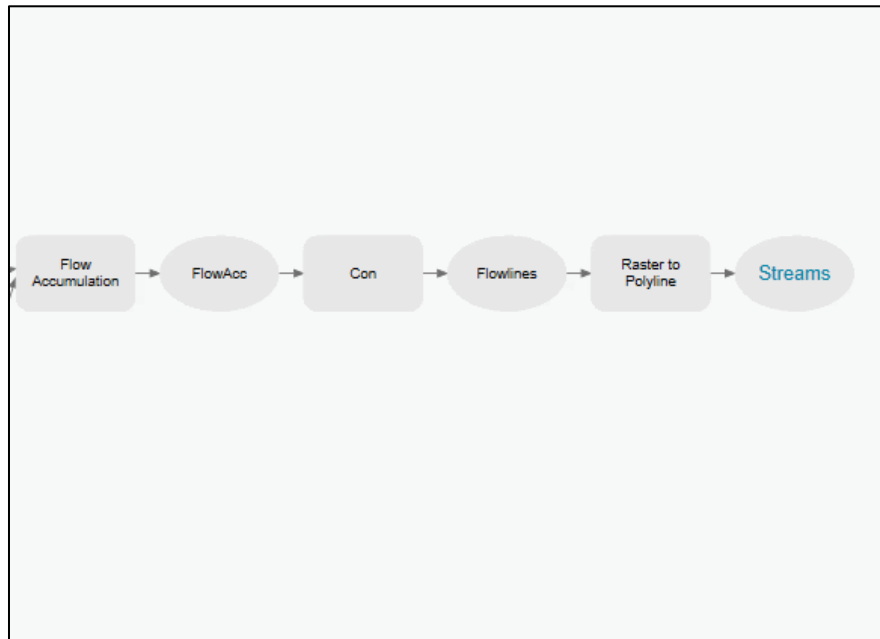 Flow
Accumulation
FlowAcc
Con
Flowlines
Raster to
Polyline
Streams